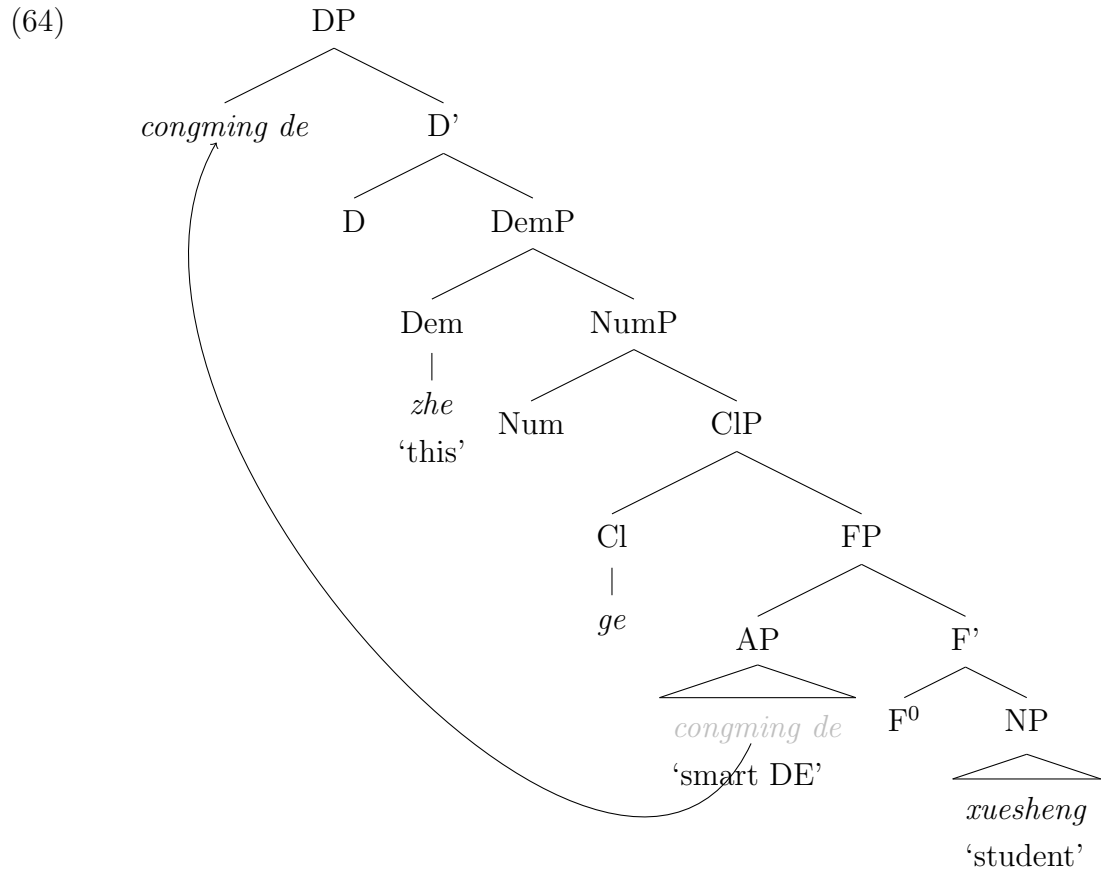 (64)
DP
congming de D’
D DemP
Dem NumP
zhe
‘this’
Num ClP
Cl FP
ge
AP F’
congming de
‘smart DE’
F⁰ NP
xuesheng
‘student’